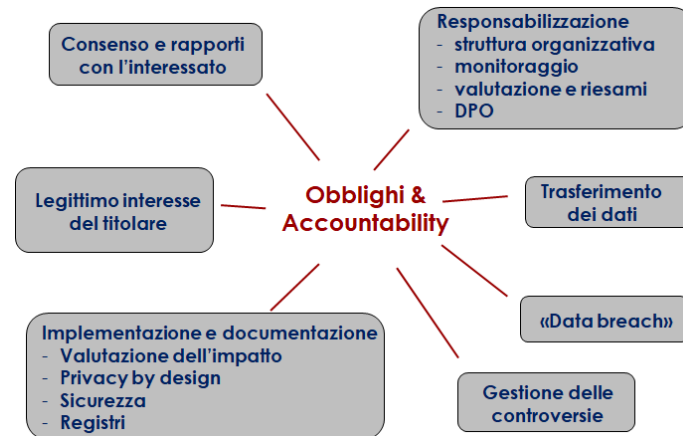 Consenso e rapporti
con l'interessato
Responsabilizzazione
- struttura organizzativa
- monitoraggio
- valutazione e riesami
- DPO
Legittimo interesse
del titolare
Obblighi &
Accountability
Trasferimento
dei dati
«Data breach»
Implementazione e documentazione
- Valutazione dell'impatto
- Privacy by design
- Sicurezza
- Registri
Gestione delle
controversie